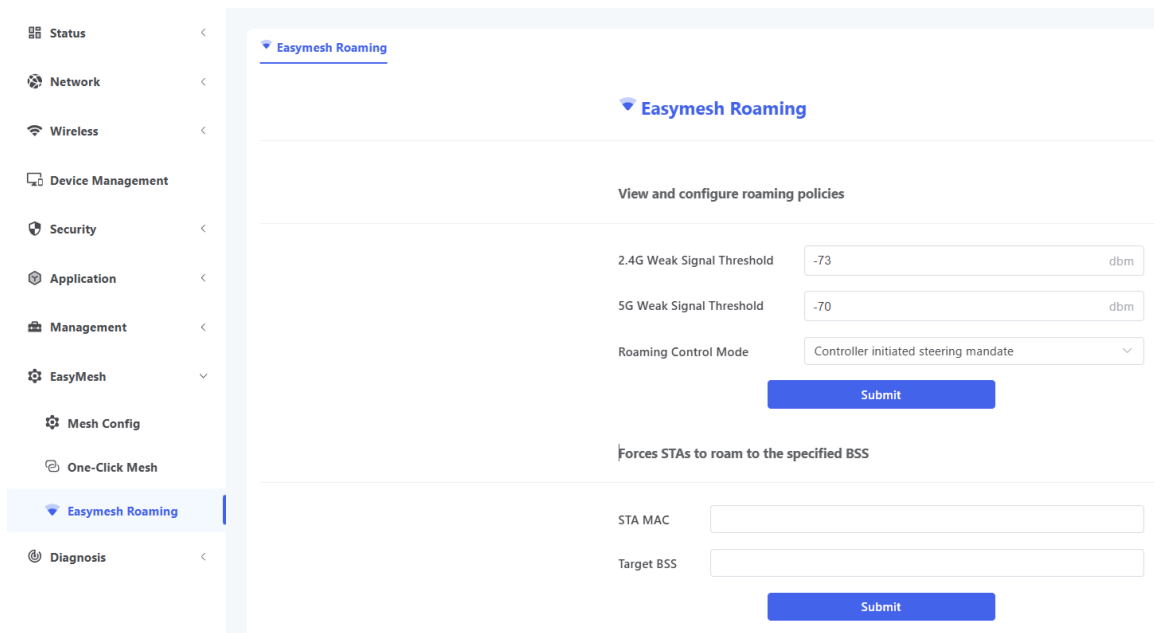 Status
Network
Wireless
Device Management
Security
Application
Management
EasyMesh
Mesh Config
One-Click Mesh
Easymesh Roaming
Diagnosis
Easymesh Roaming
Easymesh Roaming
View and configure roaming policies
2.4G Weak Signal Threshold -73 dbm
5G Weak Signal Threshold -70 dbm
Roaming Control Mode Controller initiated steering mandate
Submit
Forces STAs to roam to the specified BSS
STA MAC
Target BSS
Submit